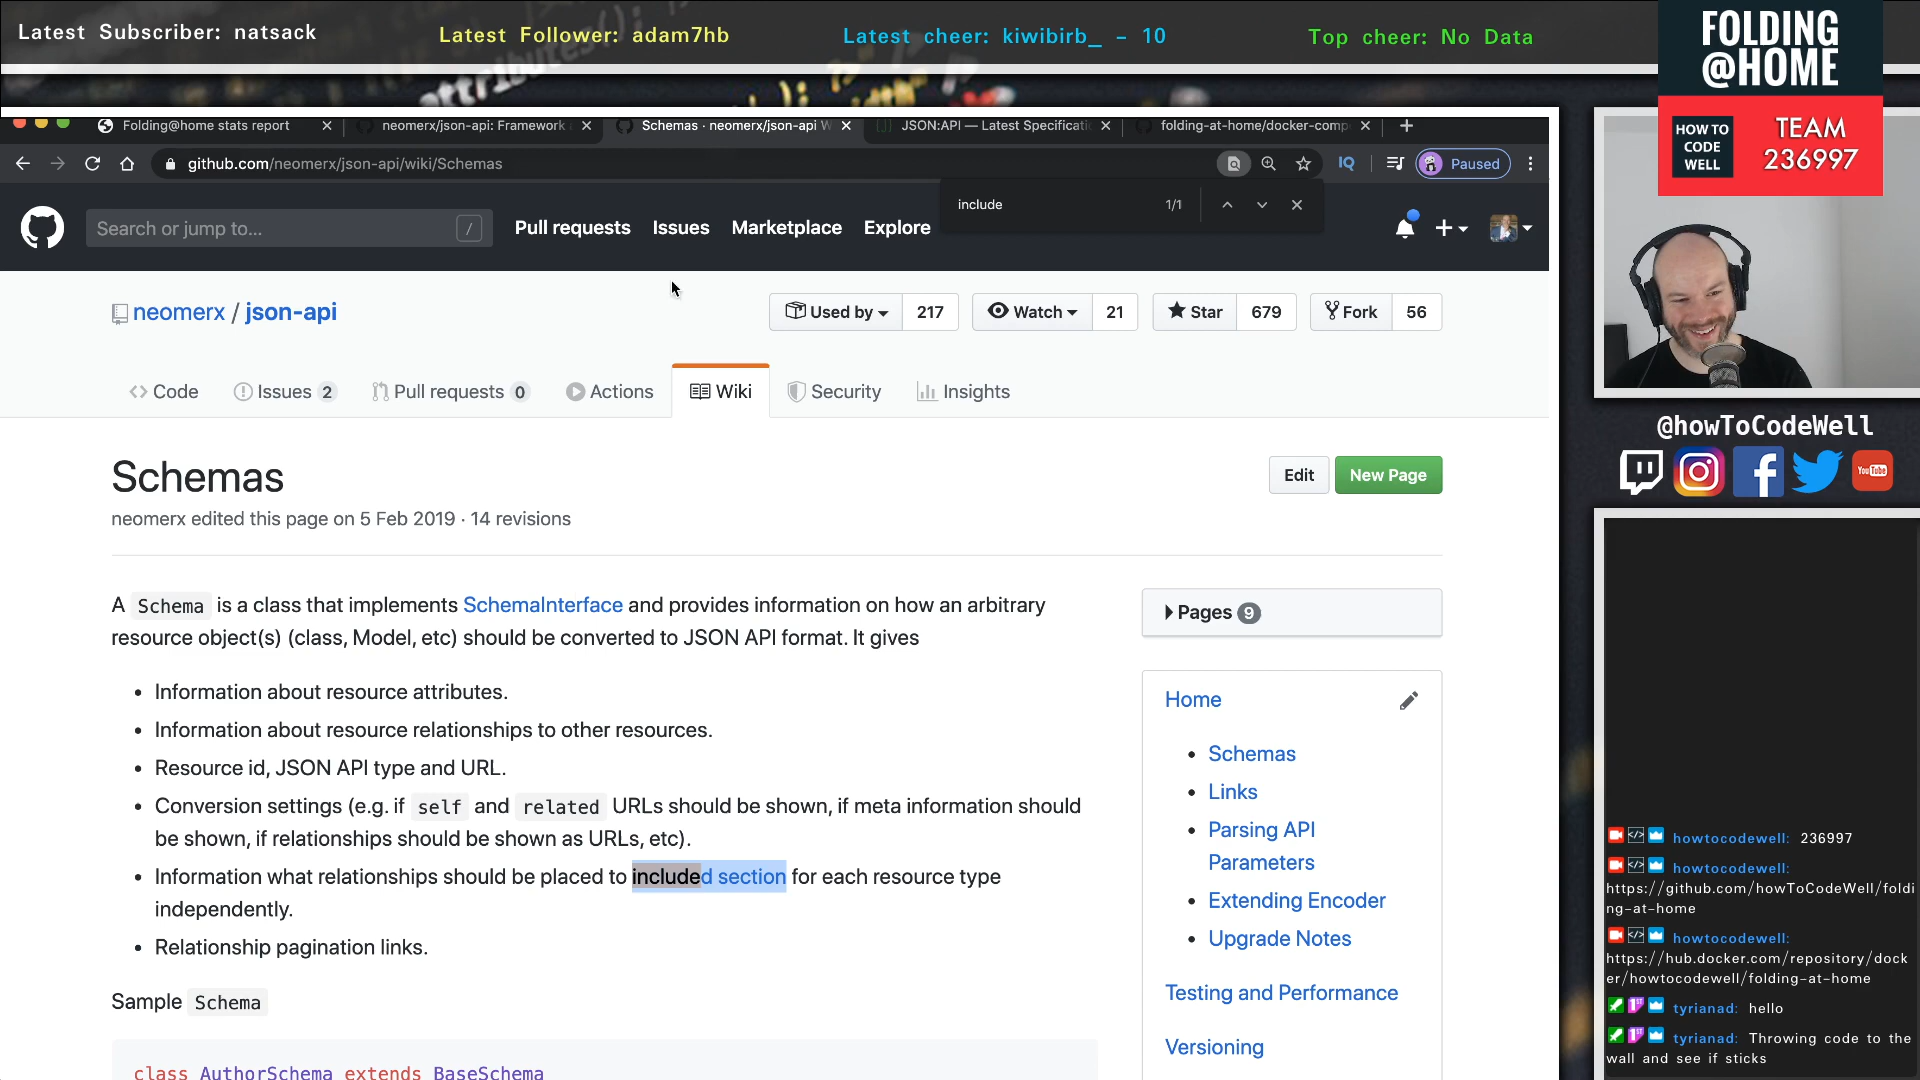 Latest Subscriber: natsack
Latest Follower: adam7hb
Latest cheer: kiwibirb_ - 10
Top cheer: No Data
FOLDING
@HOME
HOW TO
CODE
WELL
TEAM
236997
Folding@home stats report
neomerx/json-api: Framework
Schemas · neomerx/json-api W
JSON:API — Latest Specificati
folding-at-home/docker-comp
github.com/neomerx/json-api/wiki/Schemas
IQ
Paused
include
1/1
Search or jump to...
/
Pull requests
Issues
Marketplace
Explore
neomerx / json-api
Used by
217
Watch
21
Star
679
Fork
56
Code
Issues 2
Pull requests 0
Actions
Wiki
Security
Insights
Schemas
Edit
New Page
neomerx edited this page on 5 Feb 2019 · 14 revisions
A Schema is a class that implements SchemaInterface and provides information on how an arbitrary
resource object(s) (class, Model, etc) should be converted to JSON API format. It gives
• Information about resource attributes.
• Information about resource relationships to other resources.
• Resource id, JSON API type and URL.
• Conversion settings (e.g. if self and related URLs should be shown, if meta information should
be shown, if relationships should be shown as URLs, etc).
• Information what relationships should be placed to included section for each resource type
independently.
• Relationship pagination links.
Sample Schema
class AuthorSchema extends BaseSchema
Pages 9
Home
• Schemas
• Links
• Parsing API
Parameters
• Extending Encoder
• Upgrade Notes
Testing and Performance
Versioning
@howToCodeWell
You Tube
howtocodewell: 236997
howtocodewell:
https://github.com/howToCodeWell/foldi
ng-at-home
howtocodewell:
https://hub.docker.com/repository/dock
er/howtocodewell/folding-at-home
tyrianad: hello
tyrianad: Throwing code to the
wall and see if sticks